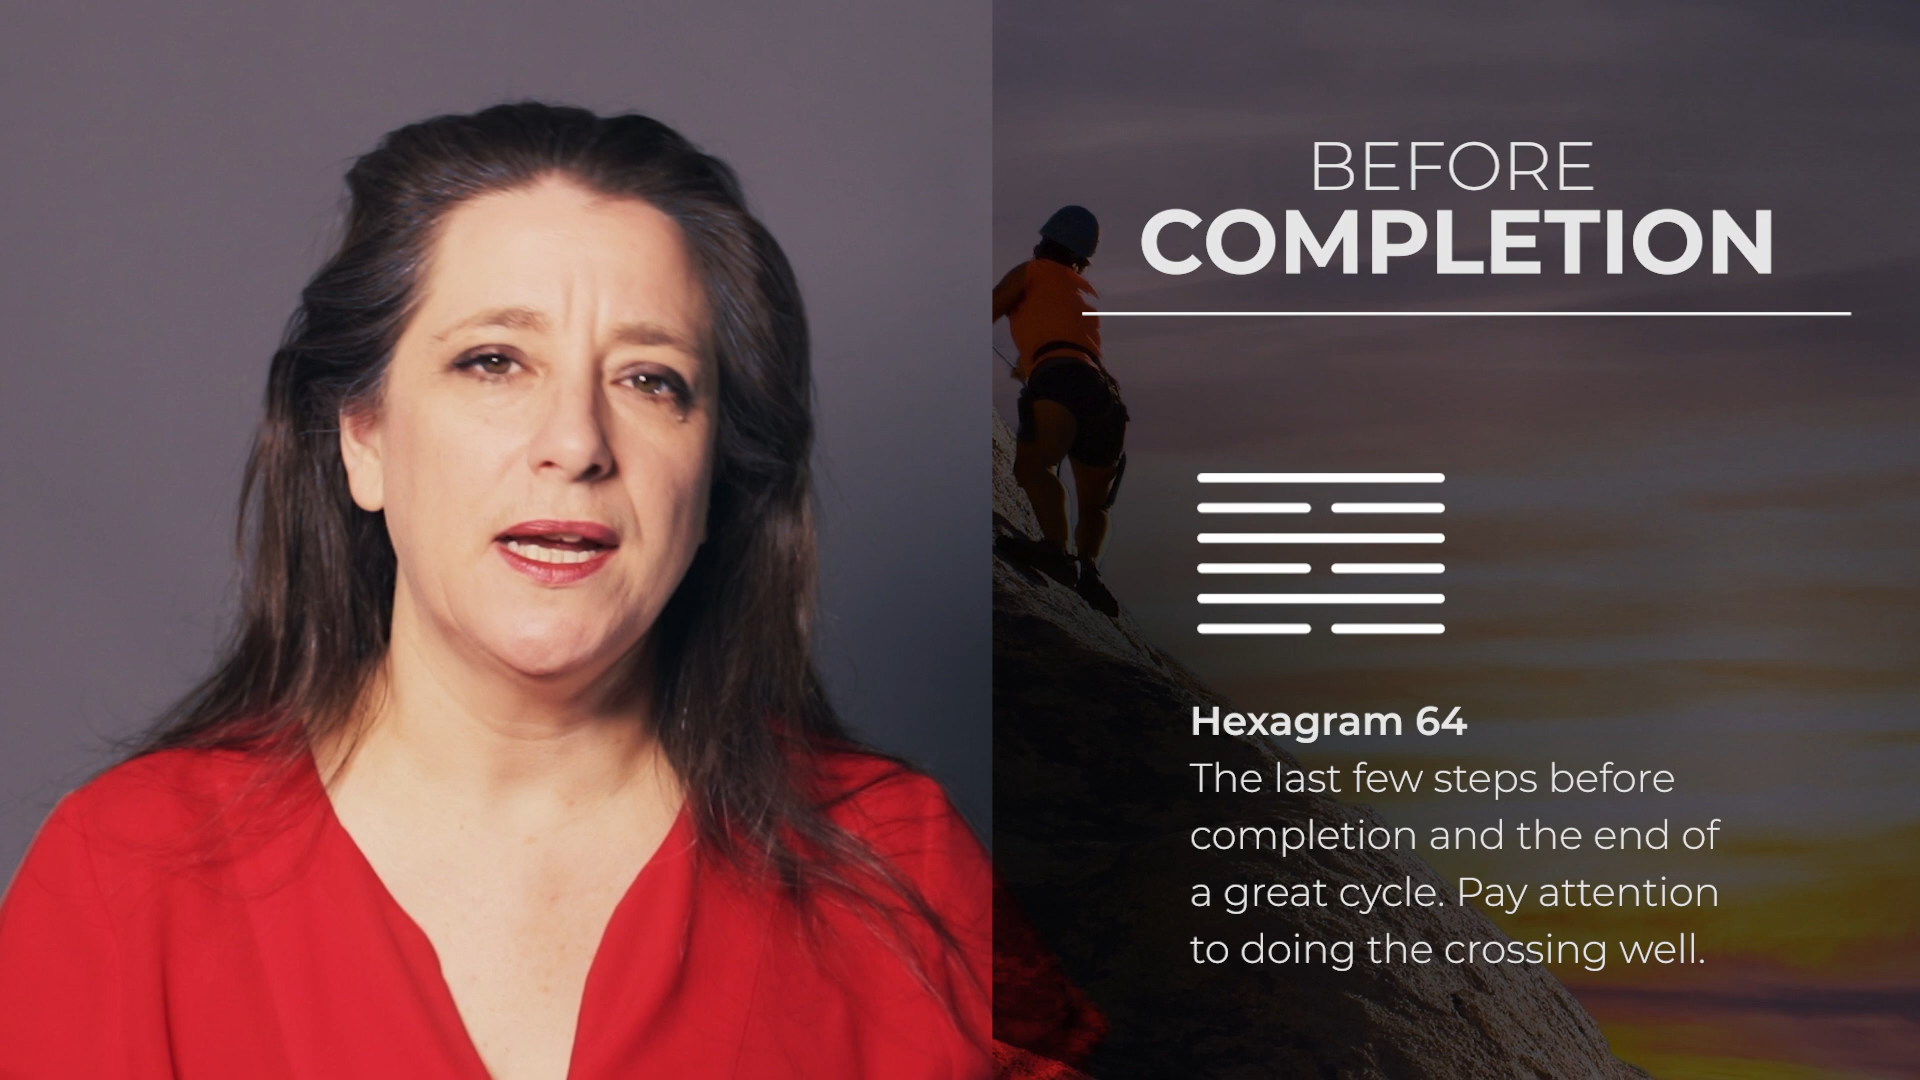 BEFORE
COMPLETION
Hexagram 64
The last few steps before
completion and the end of
a great cycle. Pay attention
to doing the crossing well.